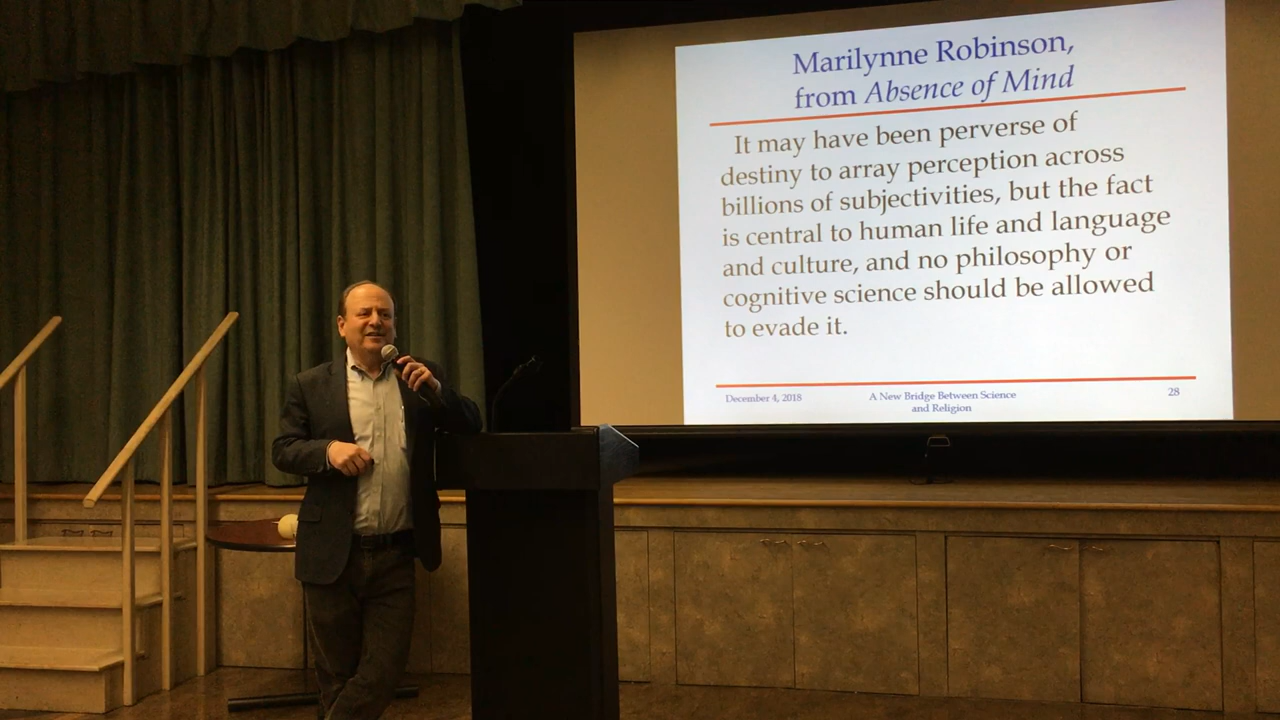 Marilynne Robinson,
from Absence of Mind
It may have been perverse of
destiny to array perception across
billions of subjectivities, but the fact
is central to human life and language
and culture, and no philosophy or
cognitive science should be allowed
to evade it.
December 4, 2018
A New Bridge Between Science
and Religion
28